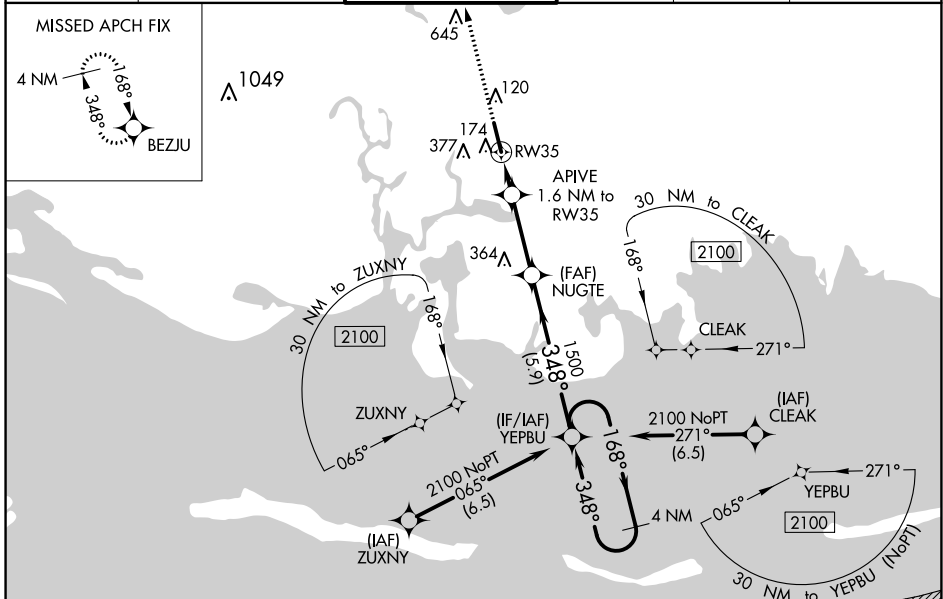 MISSED APCH FIX
4 NM
168°
348°
BEZJU
1049
645
120
174
377
RW35
APIVE
1.6 NM to
RW35
364
(FAF)
NUGTE
30 NM to CLEAK
168°
2100
CLEAK
271°
30 NM to ZUXNY
168°
2100
ZUXNY
065°
1500
348°
(5.9)
(IF/IAF)
YEPBU
2100 NoPT
271°
(6.5)
(IAF)
CLEAK
2100 NoPT
065°
(6.5)
(IAF)
ZUXNY
168°
348°
4 NM
065°
271°
YEPBU
2100
30 NM to YEPBU (NoPT)